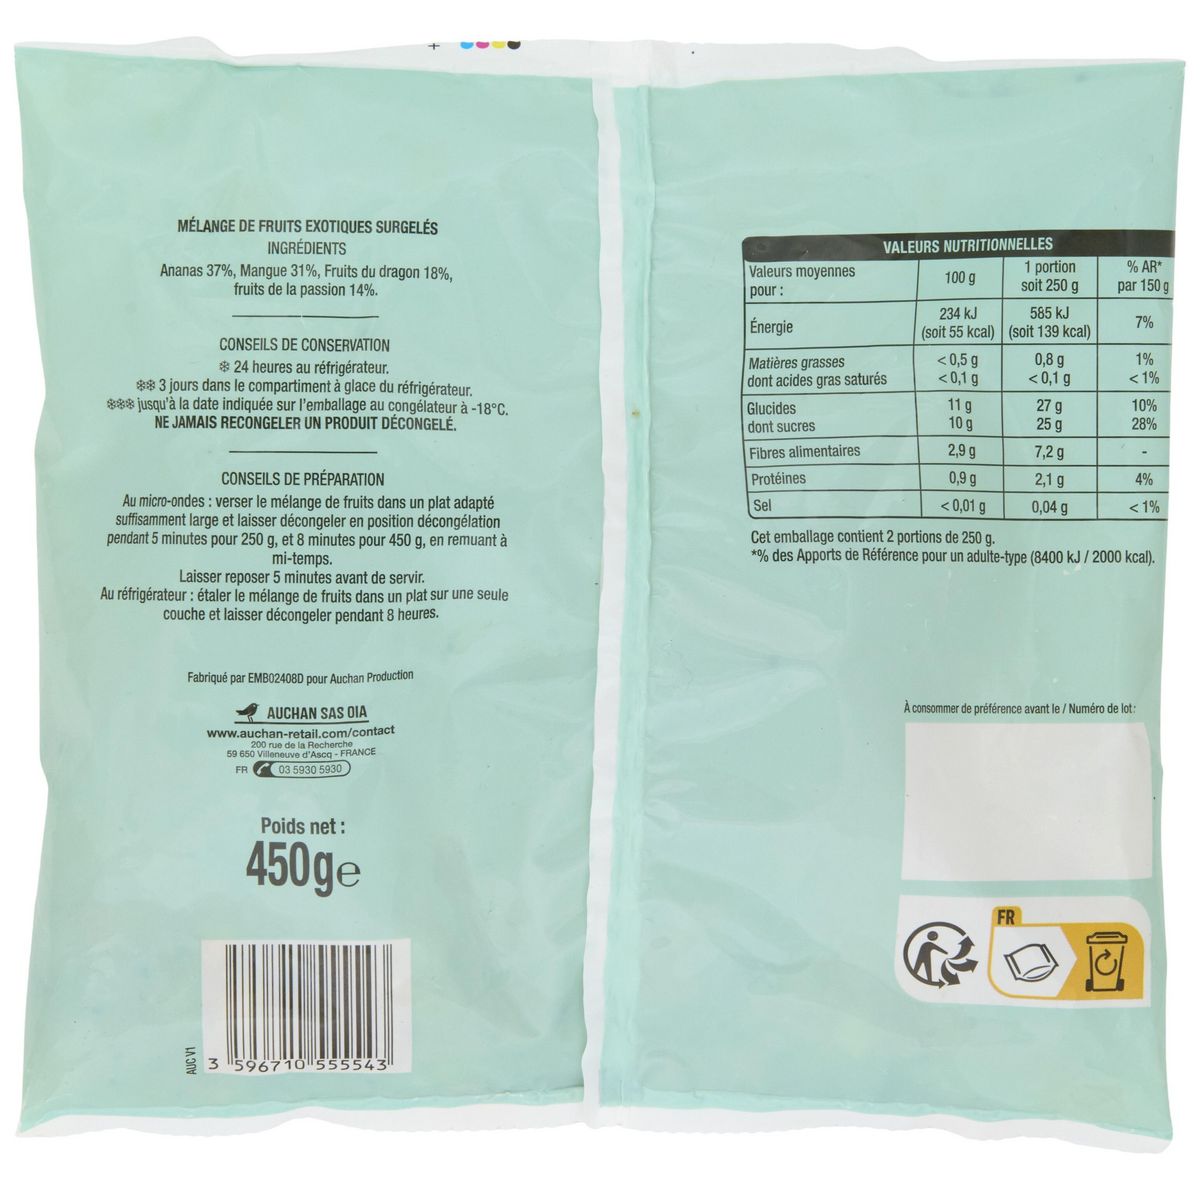 MÉLANGE DE FRUITS EXOTIQUES SURGELÉS
INGRÉDIENTS
Ananas 37%, Mangue 31%, Fruits du dragon 18%,
fruits de la passion 14%.
CONSEILS DE CONSERVATION
❄ 24 heures au réfrigérateur.
❄❄ 3 jours dans le compartiment à glace du réfrigérateur.
❄❄❄ jusqu'à la date indiquée sur l'emballage au congélateur à -18°C.
NE JAMAIS RECONGELER UN PRODUIT DÉCONGELÉ.
CONSEILS DE PRÉPARATION
Au micro-ondes : verser le mélange de fruits dans un plat adapté
suffisamment large et laisser décongeler en position décongélation
pendant 5 minutes pour 250 g, et 8 minutes pour 450 g, en remuant à
mi-temps.
Laisser reposer 5 minutes avant de servir.
Au réfrigérateur : étaler le mélange de fruits dans un plat sur une seule
couche et laisser décongeler pendant 8 heures.
Fabriqué par EMB02408D pour Auchan Production
AUCHAN SAS OIA
www.auchan-retail.com/contact
200 rue de la Recherche
59 650 Villeneuve d'Ascq - FRANCE
FR 03 5930 5930
Poids net :
450g e
AUC V1
3 596710 555543
VALEURS NUTRITIONNELLES
Valeurs moyennes pour : 100 g 1 portion soit 250 g % AR* par 150 g
Énergie 234 kJ (soit 55 kcal) 585 kJ (soit 139 kcal) 7%
Matières grasses < 0,5 g 0,8 g 1%
dont acides gras saturés < 0,1 g < 0,1 g < 1%
Glucides 11 g 27 g 10%
dont sucres 10 g 25 g 28%
Fibres alimentaires 2,9 g 7,2 g -
Protéines 0,9 g 2,1 g 4%
Sel < 0,01 g 0,04 g < 1%
Cet emballage contient 2 portions de 250 g.
*% des Apports de Référence pour un adulte-type (8400 kJ / 2000 kcal).
À consommer de préférence avant le / Numéro de lot :
FR